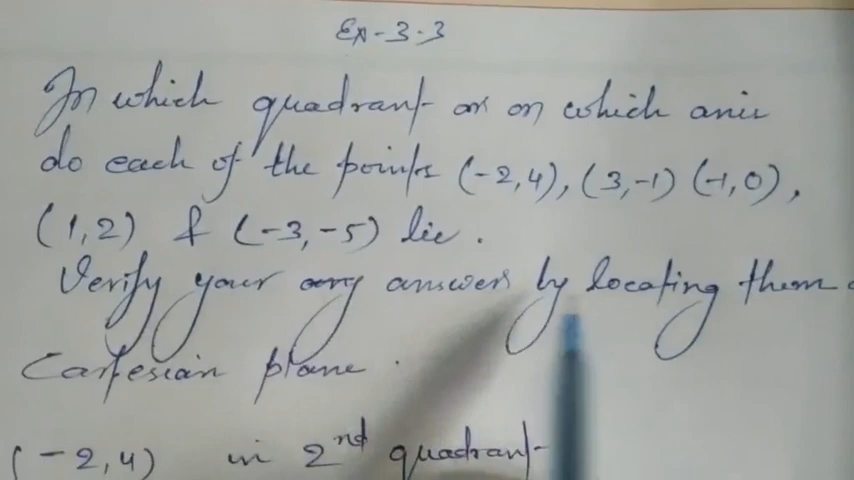 Ex-3.3
In which quadrant or on which axis
do each of the points (-2,4), (3,-1) (-1,0),
(1,2) & (-3,-5) lie.
Verify your answer by locating them
Cartesian plane.
(-2,4) in 2nd quadrant